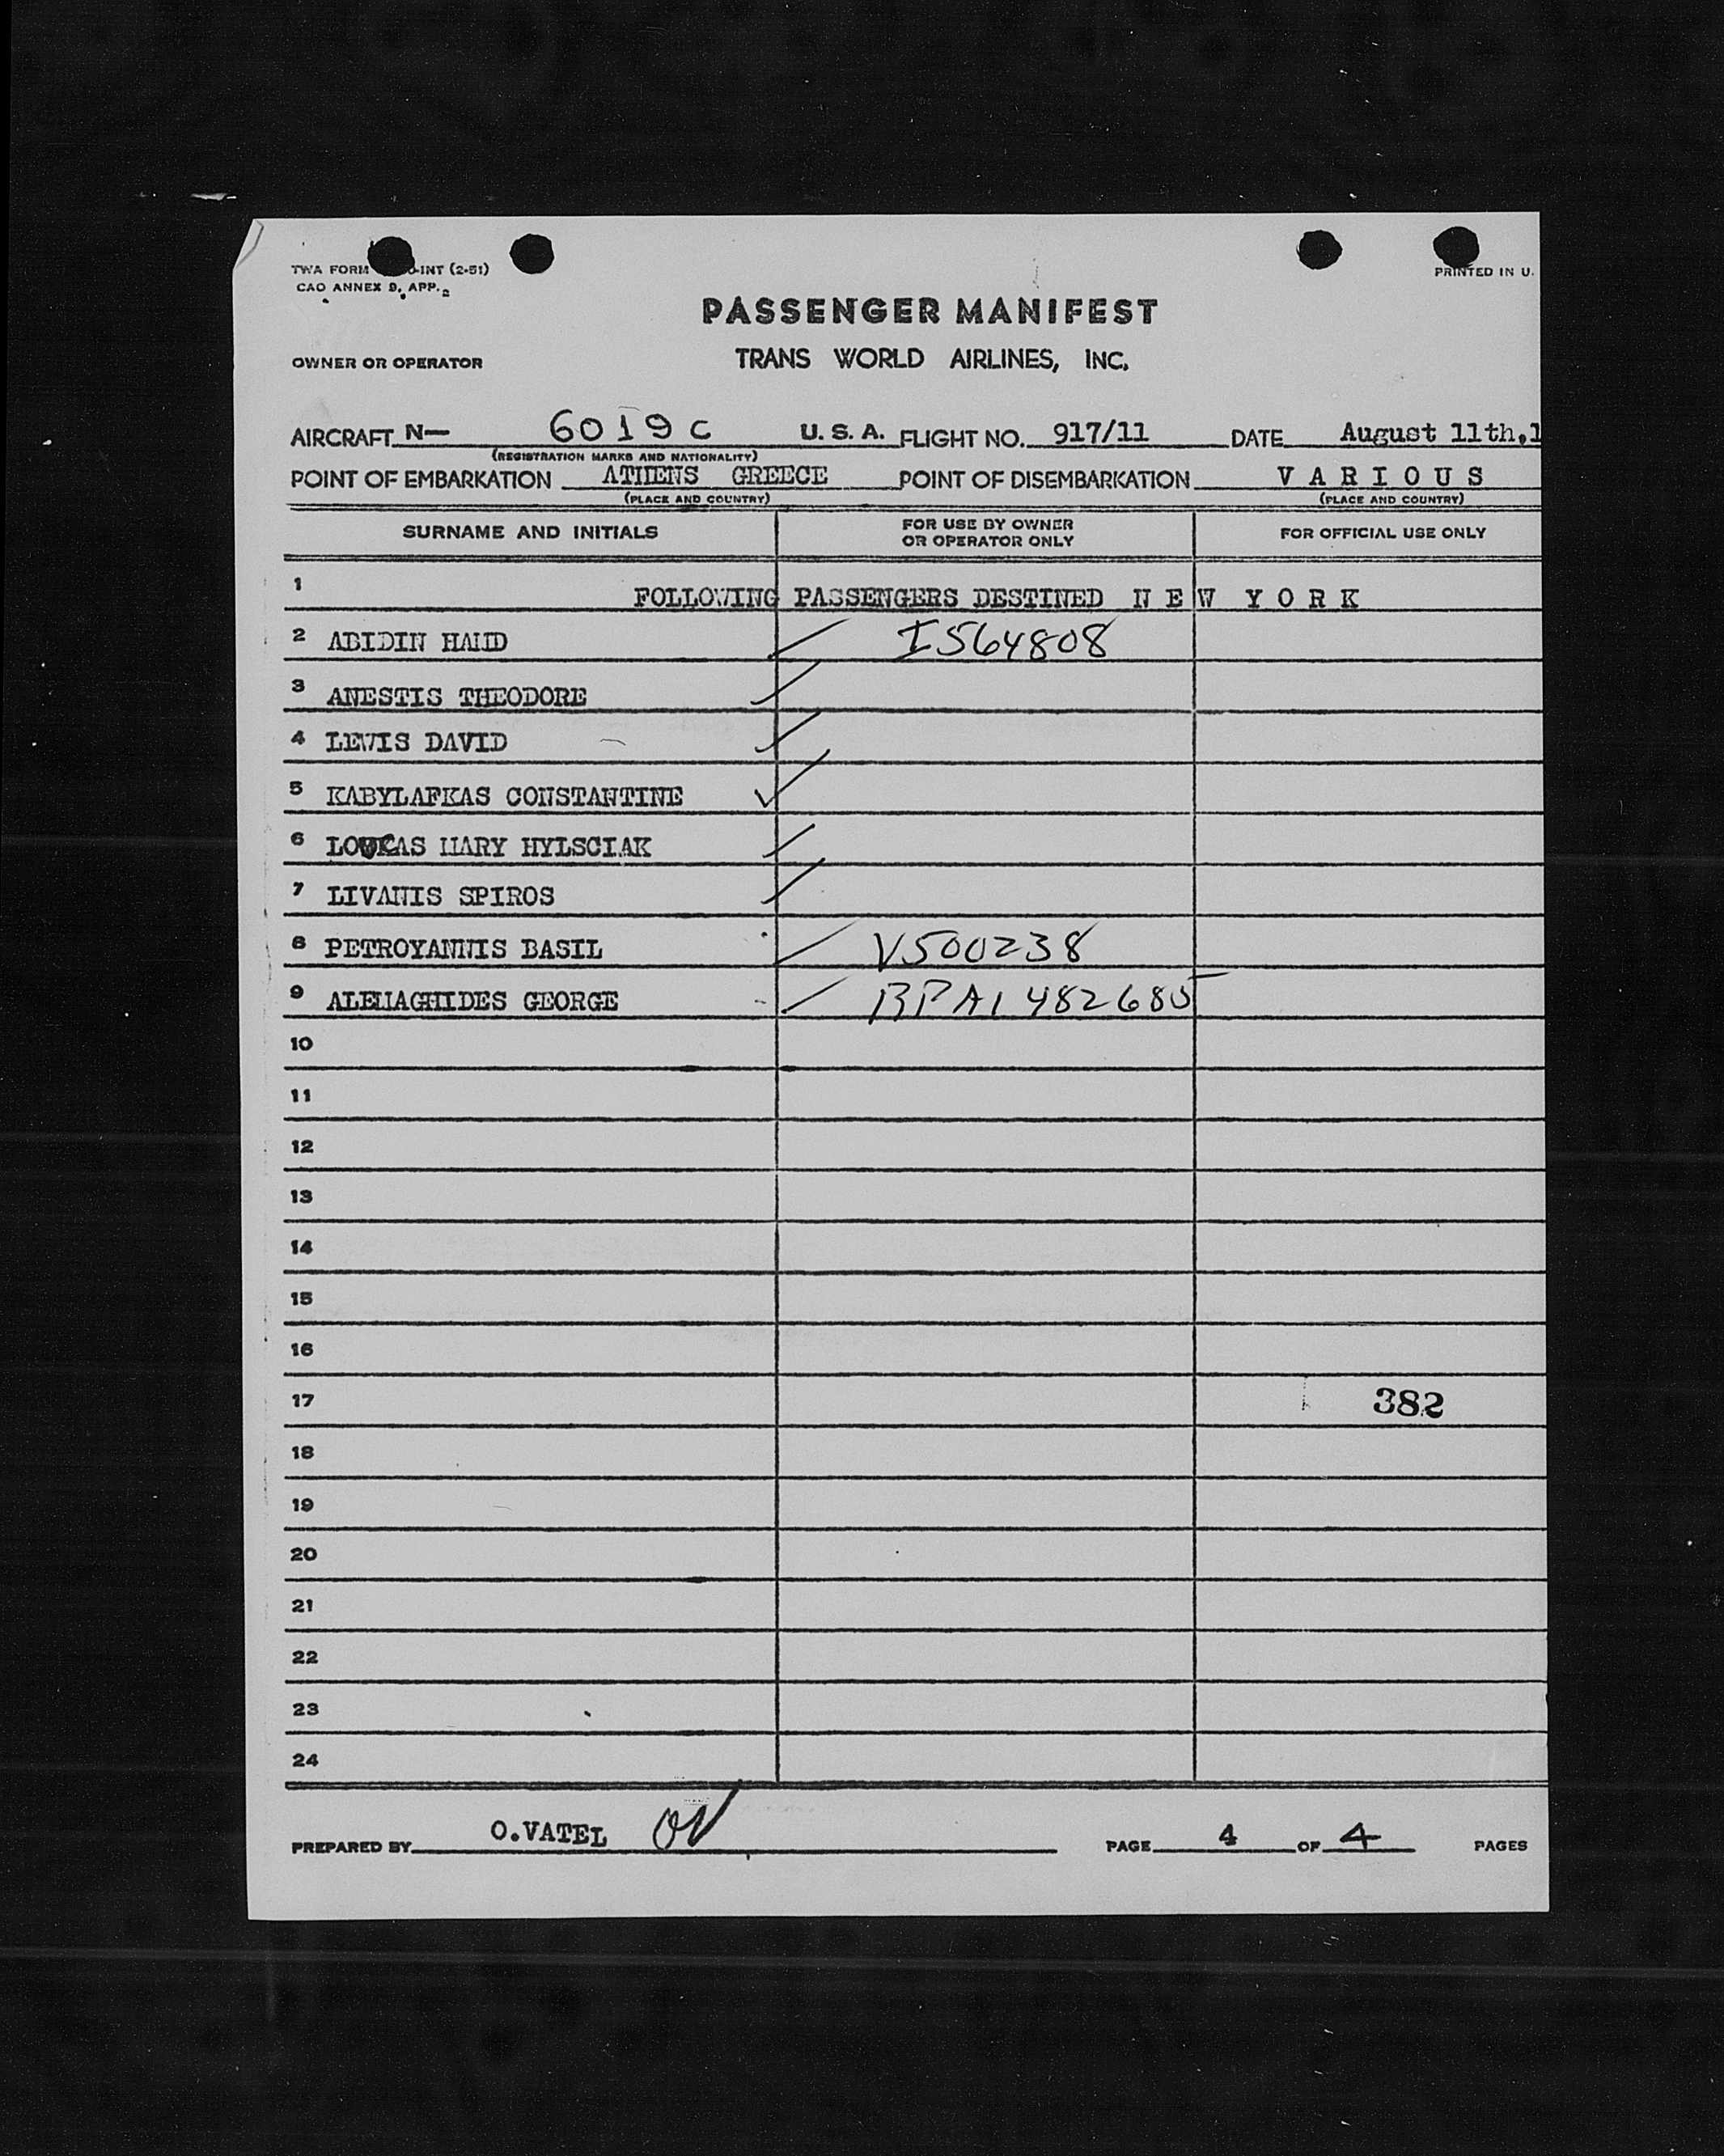 TWA FORM -INT (2-51)
PRINTED IN U.
CAO ANNEX 9, APP. 2
PASSENGER MANIFEST
OWNER OR OPERATOR TRANS WORLD AIRLINES, INC.
AIRCRAFT N— 6019C U. S. A. FLIGHT NO. 917/11 DATE August 11th, 1
(REGISTRATION MARKS AND NATIONALITY)
POINT OF EMBARKATION ATHENS GREECE POINT OF DISEMBARKATION V A R I O U S
(PLACE AND COUNTRY) (PLACE AND COUNTRY)
SURNAME AND INITIALS FOR USE BY OWNER OR OPERATOR ONLY FOR OFFICIAL USE ONLY
1 FOLLOWING PASSENGERS DESTINED N E W Y O R K
2 ABIDIN I564808
3 ANESTIS THEODORE
4 LEWIS DAVID
5 KABYLAFKAS CONSTANTINE
6 LOUCAS MARY HYLSCIAK
7 LIVANIS SPIROS
8 PETROYANNIS BASIL V500238
9 GEORGE
10
11
12
13
14
15
16
17 382
18
19
20
21
22
23
24
PREPARED BY O.VATEL OV PAGE 4 OF 4 PAGES